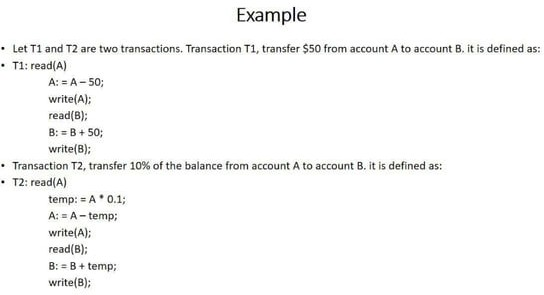 Example
• Let T1 and T2 are two transactions. Transaction T1, transfer $50 from account A to account B. it is defined as:
• T1: read(A)
A: = A – 50;
write(A);
read(B);
B: = B + 50;
write(B);
• Transaction T2, transfer 10% of the balance from account A to account B. it is defined as:
• T2: read(A)
temp: = A * 0.1;
A: = A – temp;
write(A);
read(B);
B: = B + temp;
write(B);